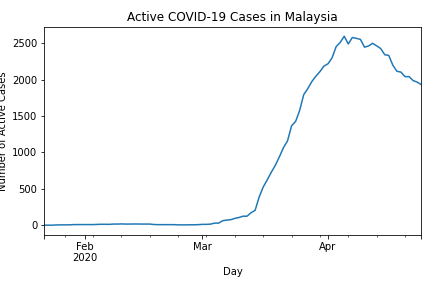 Active COVID-19 Cases in Malaysia
Number of Active Cases
2500
2000
1500
1000
500
0
Feb
2020
Mar
Apr
Day